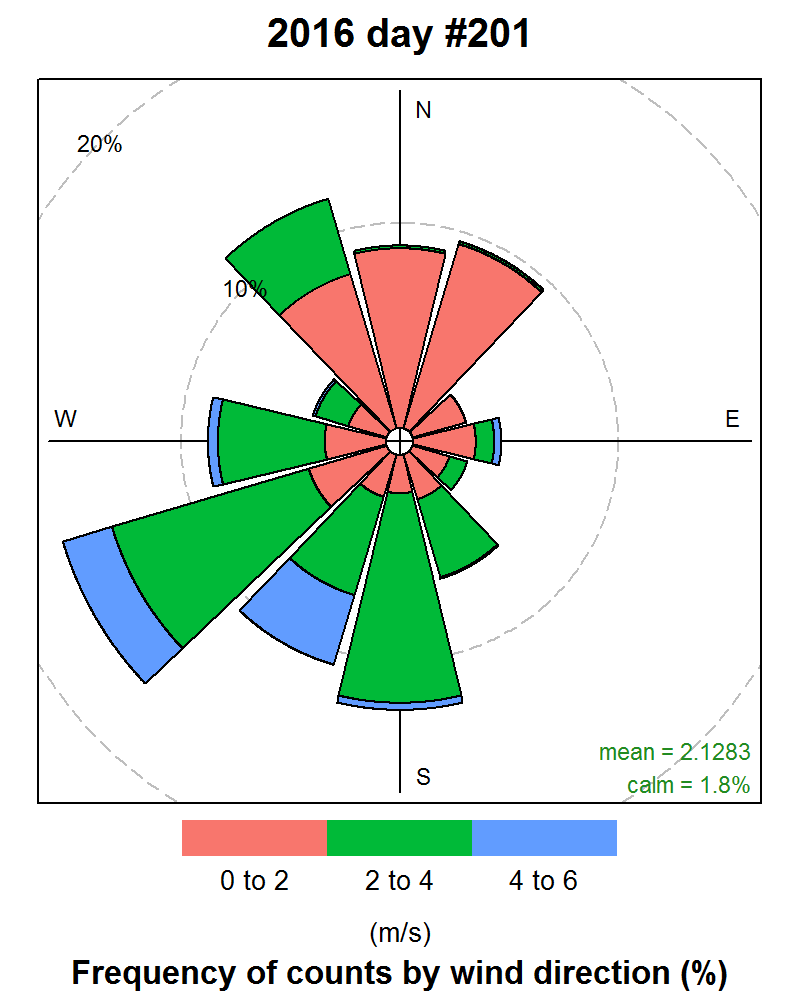 2016 day #201
N
20%
10%
W
E
mean = 2.1283
S
calm = 1.8%
0 to 2
2 to 4
4 to 6
(m/s)
Frequency of counts by wind direction (%)